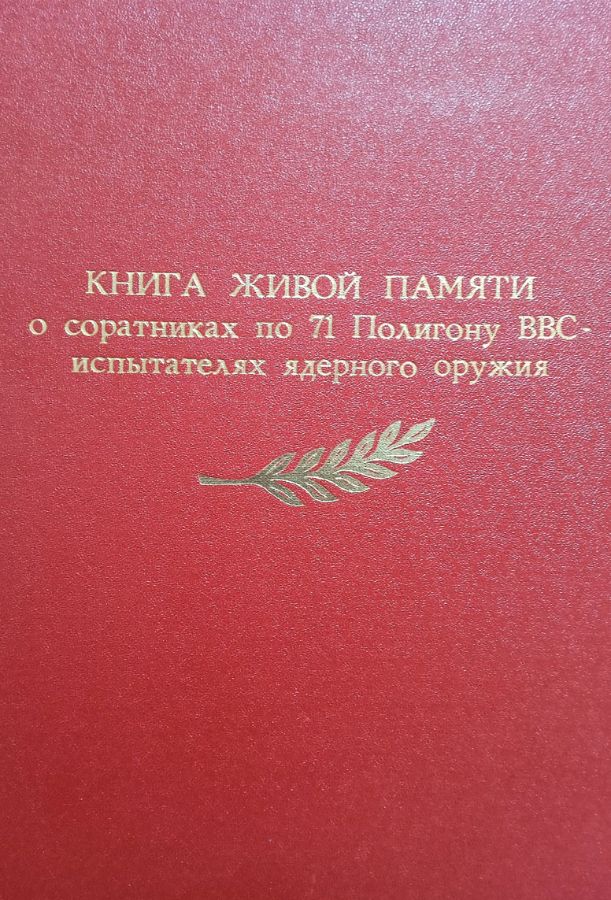 КНИГА ЖИВОЙ ПАМЯТИ
о соратниках по 71 Полигону ВВС-
испытателях ядерного оружия